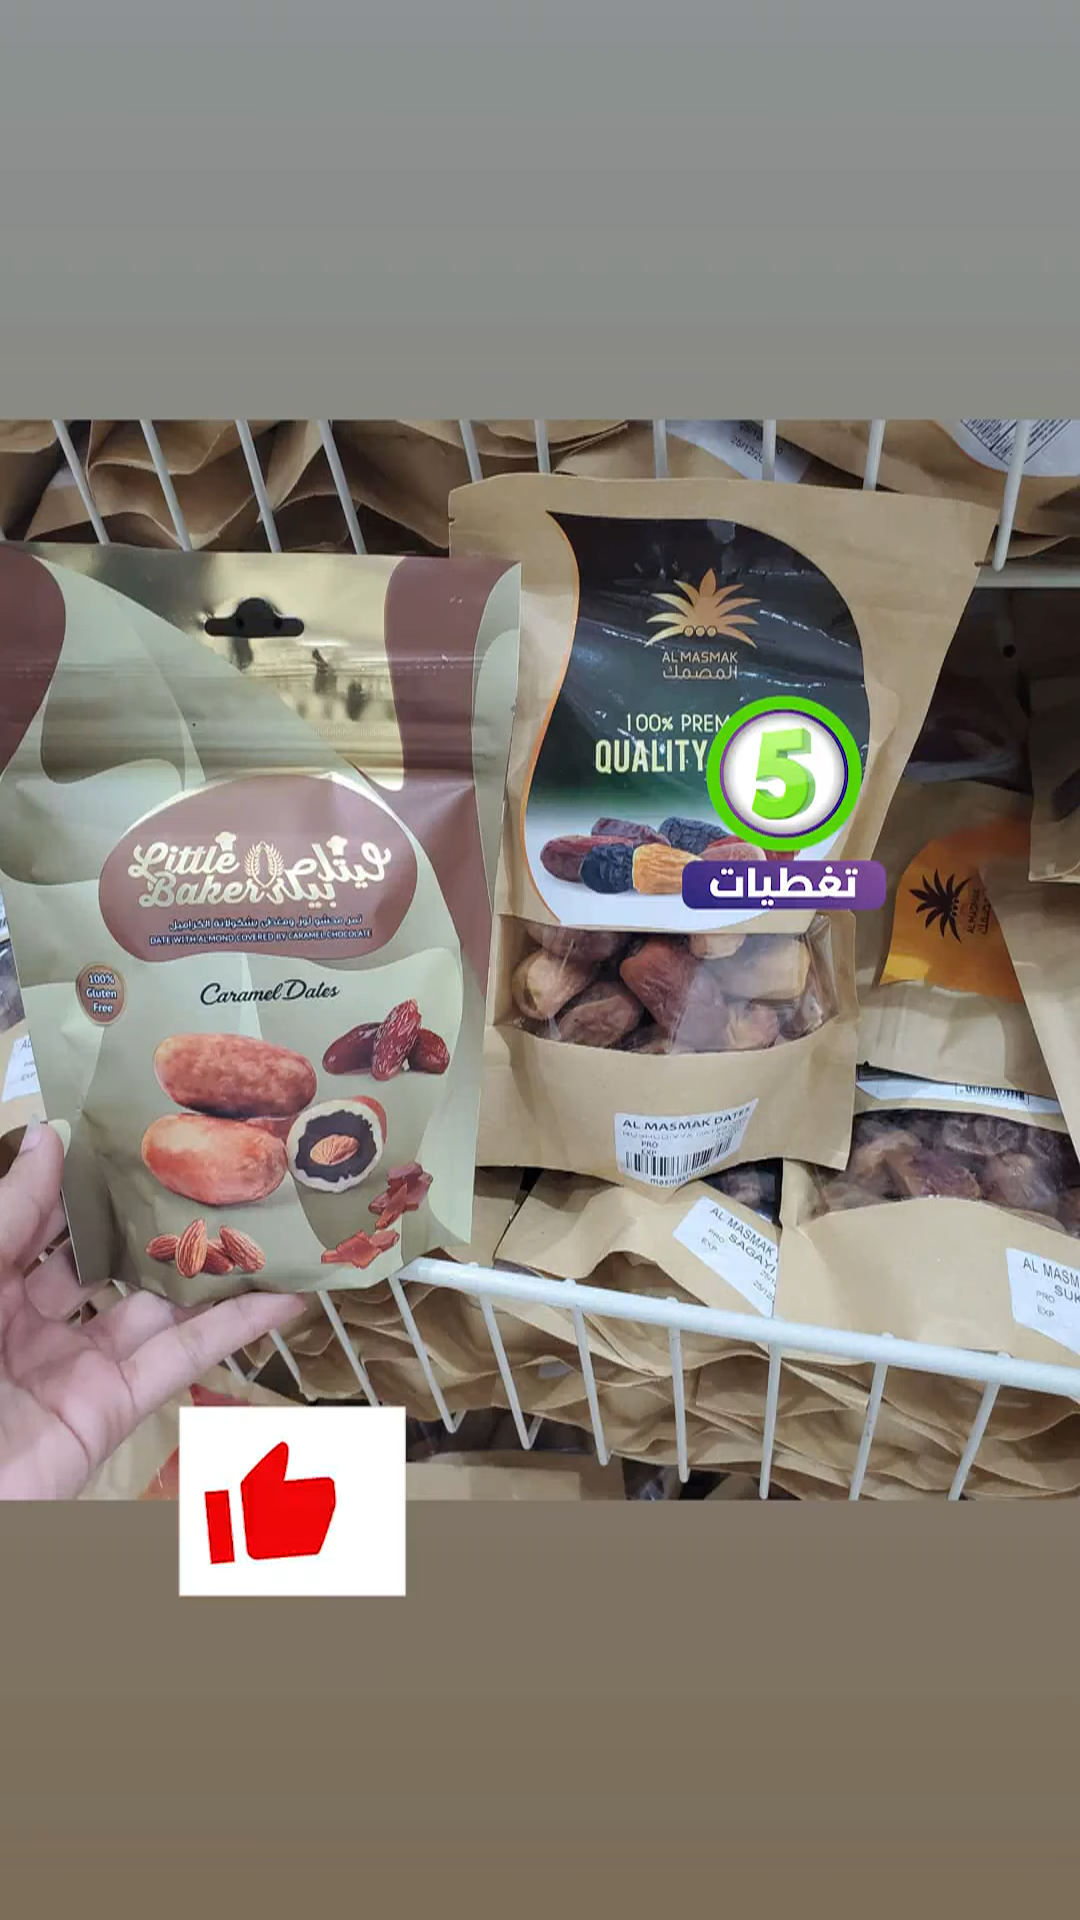 Little
Baker
ليتل
بيكر
تمر محشو لوز ومغطى بشكولاتة الكراميل
DATE WITH ALMOND COVERED BY CARAMEL CHOCOLATE
100%
Gluten
Free
Caramel Dates
AL MASMAK
المصمك
100% PREM
QUALITY
5
تغطيات
AL MASMAK DATES
PRO
EXP
AL MASMAK
SAGAYI
PRO
EXP
AL MASM
SUK
PRO
EXP